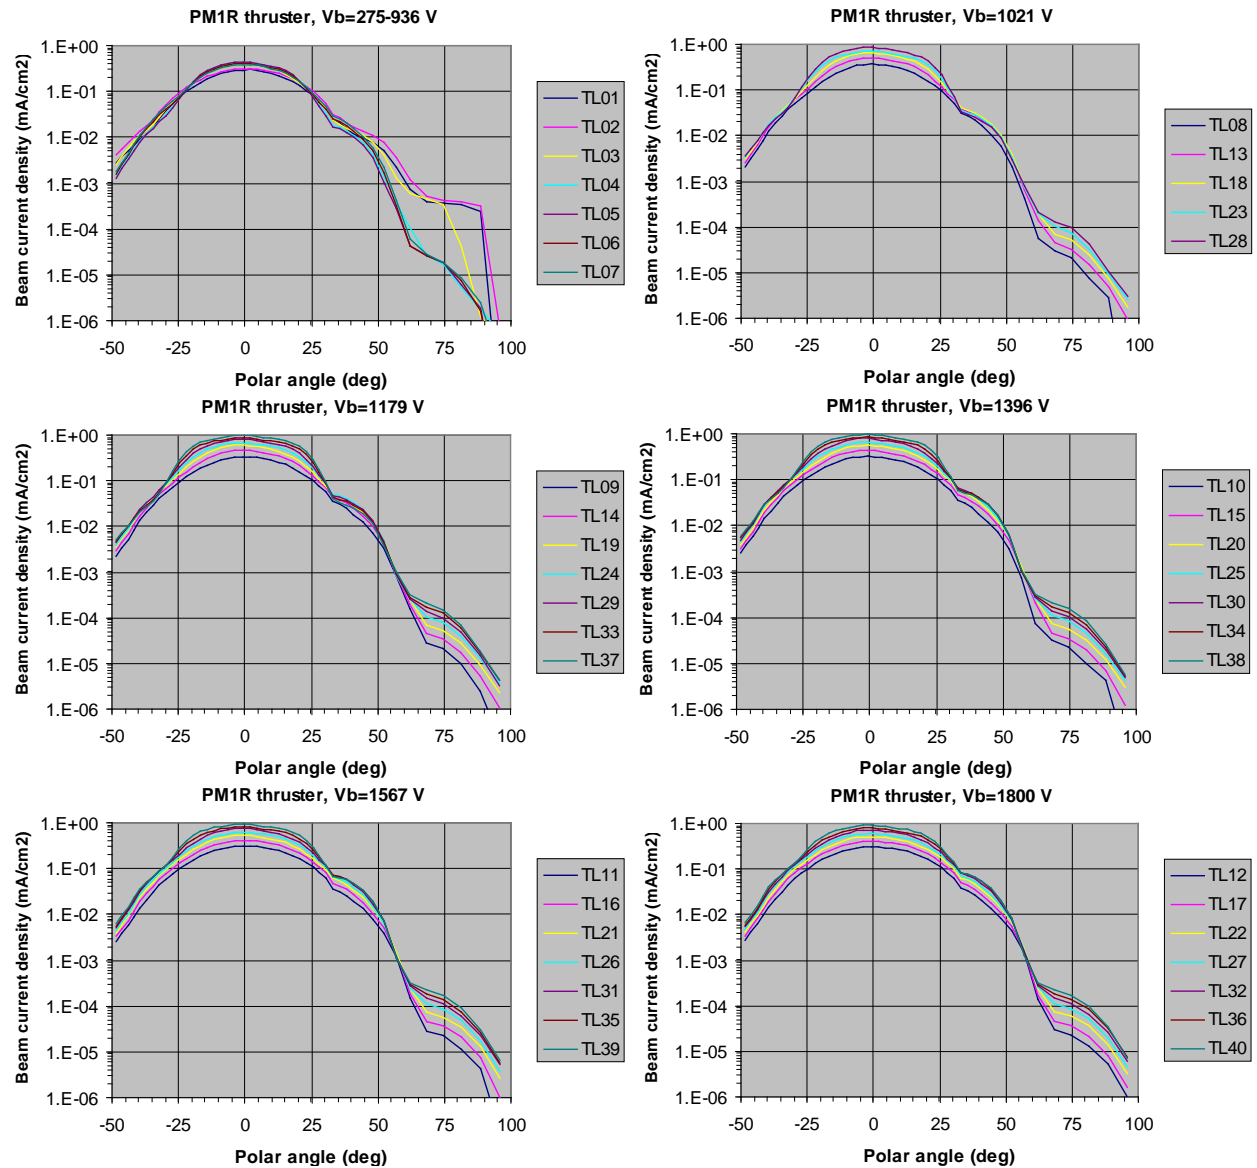 PM1R thruster, Vb=275-936 V
Beam current density (mA/cm2)
1.E+00
1.E-01
1.E-02
1.E-03
1.E-04
1.E-05
1.E-06
-50 -25 0 25 50 75 100
Polar angle (deg)
TL01
TL02
TL03
TL04
TL05
TL06
TL07
PM1R thruster, Vb=1021 V
Beam current density (mA/cm2)
1.E+00
1.E-01
1.E-02
1.E-03
1.E-04
1.E-05
1.E-06
-50 -25 0 25 50 75 100
Polar angle (deg)
TL08
TL13
TL18
TL23
TL28
PM1R thruster, Vb=1179 V
Beam current density (mA/cm2)
1.E+00
1.E-01
1.E-02
1.E-03
1.E-04
1.E-05
1.E-06
-50 -25 0 25 50 75 100
Polar angle (deg)
TL09
TL14
TL19
TL24
TL29
TL33
TL37
PM1R thruster, Vb=1396 V
Beam current density (mA/cm2)
1.E+00
1.E-01
1.E-02
1.E-03
1.E-04
1.E-05
1.E-06
-50 -25 0 25 50 75 100
Polar angle (deg)
TL10
TL15
TL20
TL25
TL30
TL34
TL38
PM1R thruster, Vb=1567 V
Beam current density (mA/cm2)
1.E+00
1.E-01
1.E-02
1.E-03
1.E-04
1.E-05
1.E-06
-50 -25 0 25 50 75 100
Polar angle (deg)
TL11
TL16
TL21
TL26
TL31
TL35
TL39
PM1R thruster, Vb=1800 V
Beam current density (mA/cm2)
1.E+00
1.E-01
1.E-02
1.E-03
1.E-04
1.E-05
1.E-06
-50 -25 0 25 50 75 100
Polar angle (deg)
TL12
TL17
TL22
TL27
TL32
TL36
TL40